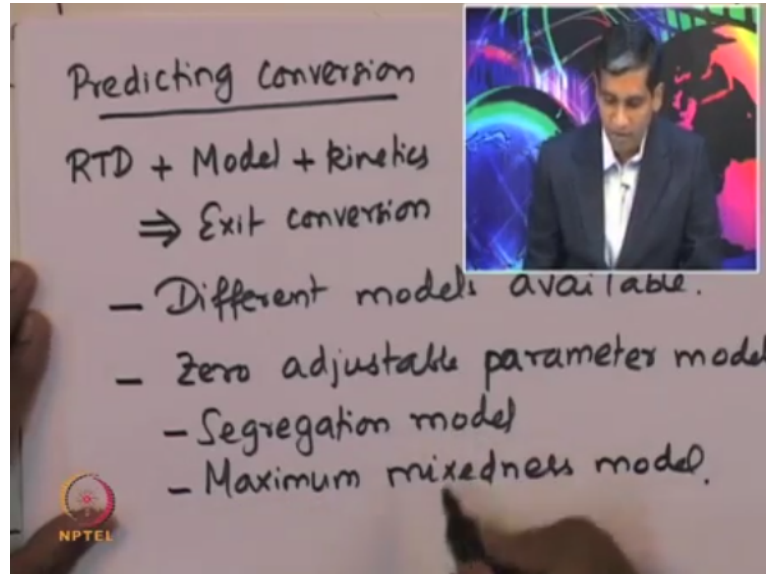 Predicting Conversion
RTD + Model + kinetics
⇒ Exit conversion
– Different models available.
– Zero adjustable parameter model
– Segregation model
– Maximum mixedness model.
NPTEL